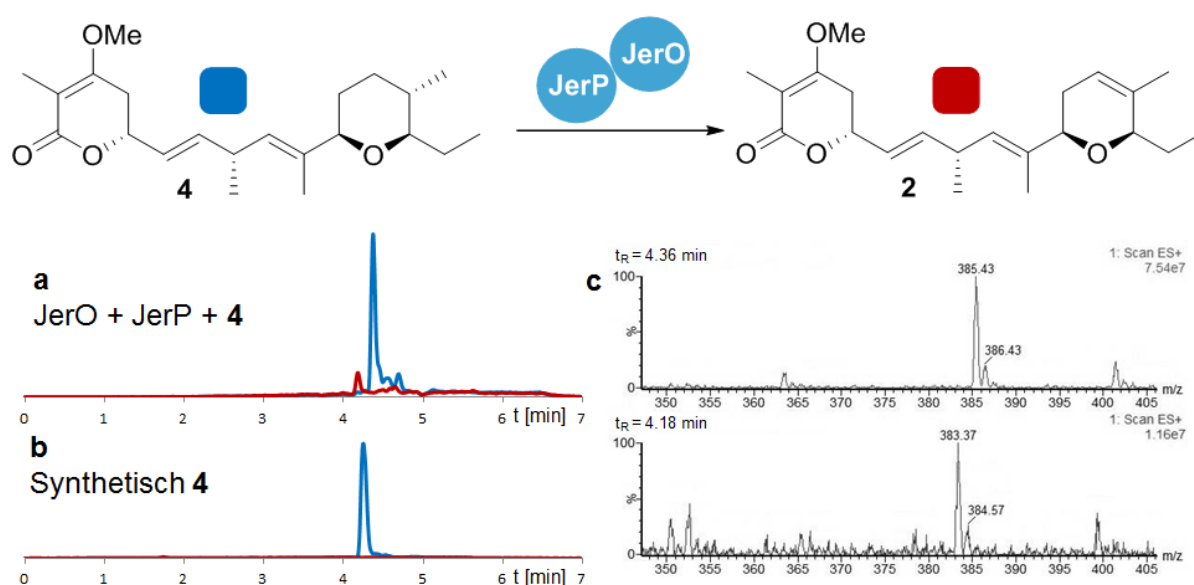 OMe
O
O
O
4
JerP
JerO
OMe
O
O
O
2
a
JerO + JerP + 4
0 1 2 3 4 5 6 7
t [min]
b
Synthetisch 4
0 1 2 3 4 5 6 7
t [min]
c
tR = 4.36 min
1: Scan ES+
7.54e7
100
%
0
385.43
386.43
350 355 360 365 370 375 380 385 390 395 400 405 m/z
tR = 4.18 min
1: Scan ES+
1.16e7
100
%
0
383.37
384.57
350 355 360 365 370 375 380 385 390 395 400 405 m/z